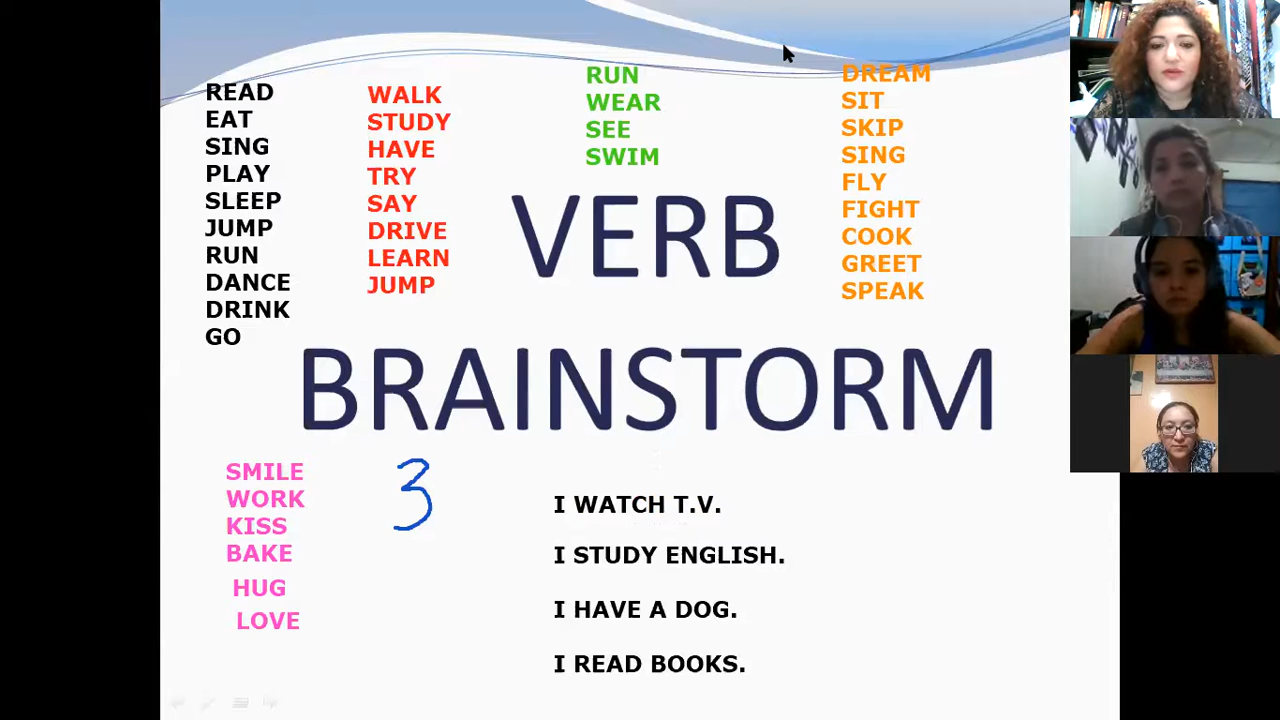 READ
EAT
SING
PLAY
SLEEP
JUMP
RUN
DANCE
DRINK
GO
WALK
STUDY
HAVE
TRY
SAY
DRIVE
LEARN
JUMP
RUN
WEAR
SEE
SWIM
DREAM
SIT
SKIP
SING
FLY
FIGHT
COOK
GREET
SPEAK
VERB
BRAINSTORM
SMILE
WORK
KISS
BAKE
HUG
LOVE
3
I WATCH T.V.
I STUDY ENGLISH.
I HAVE A DOG.
I READ BOOKS.